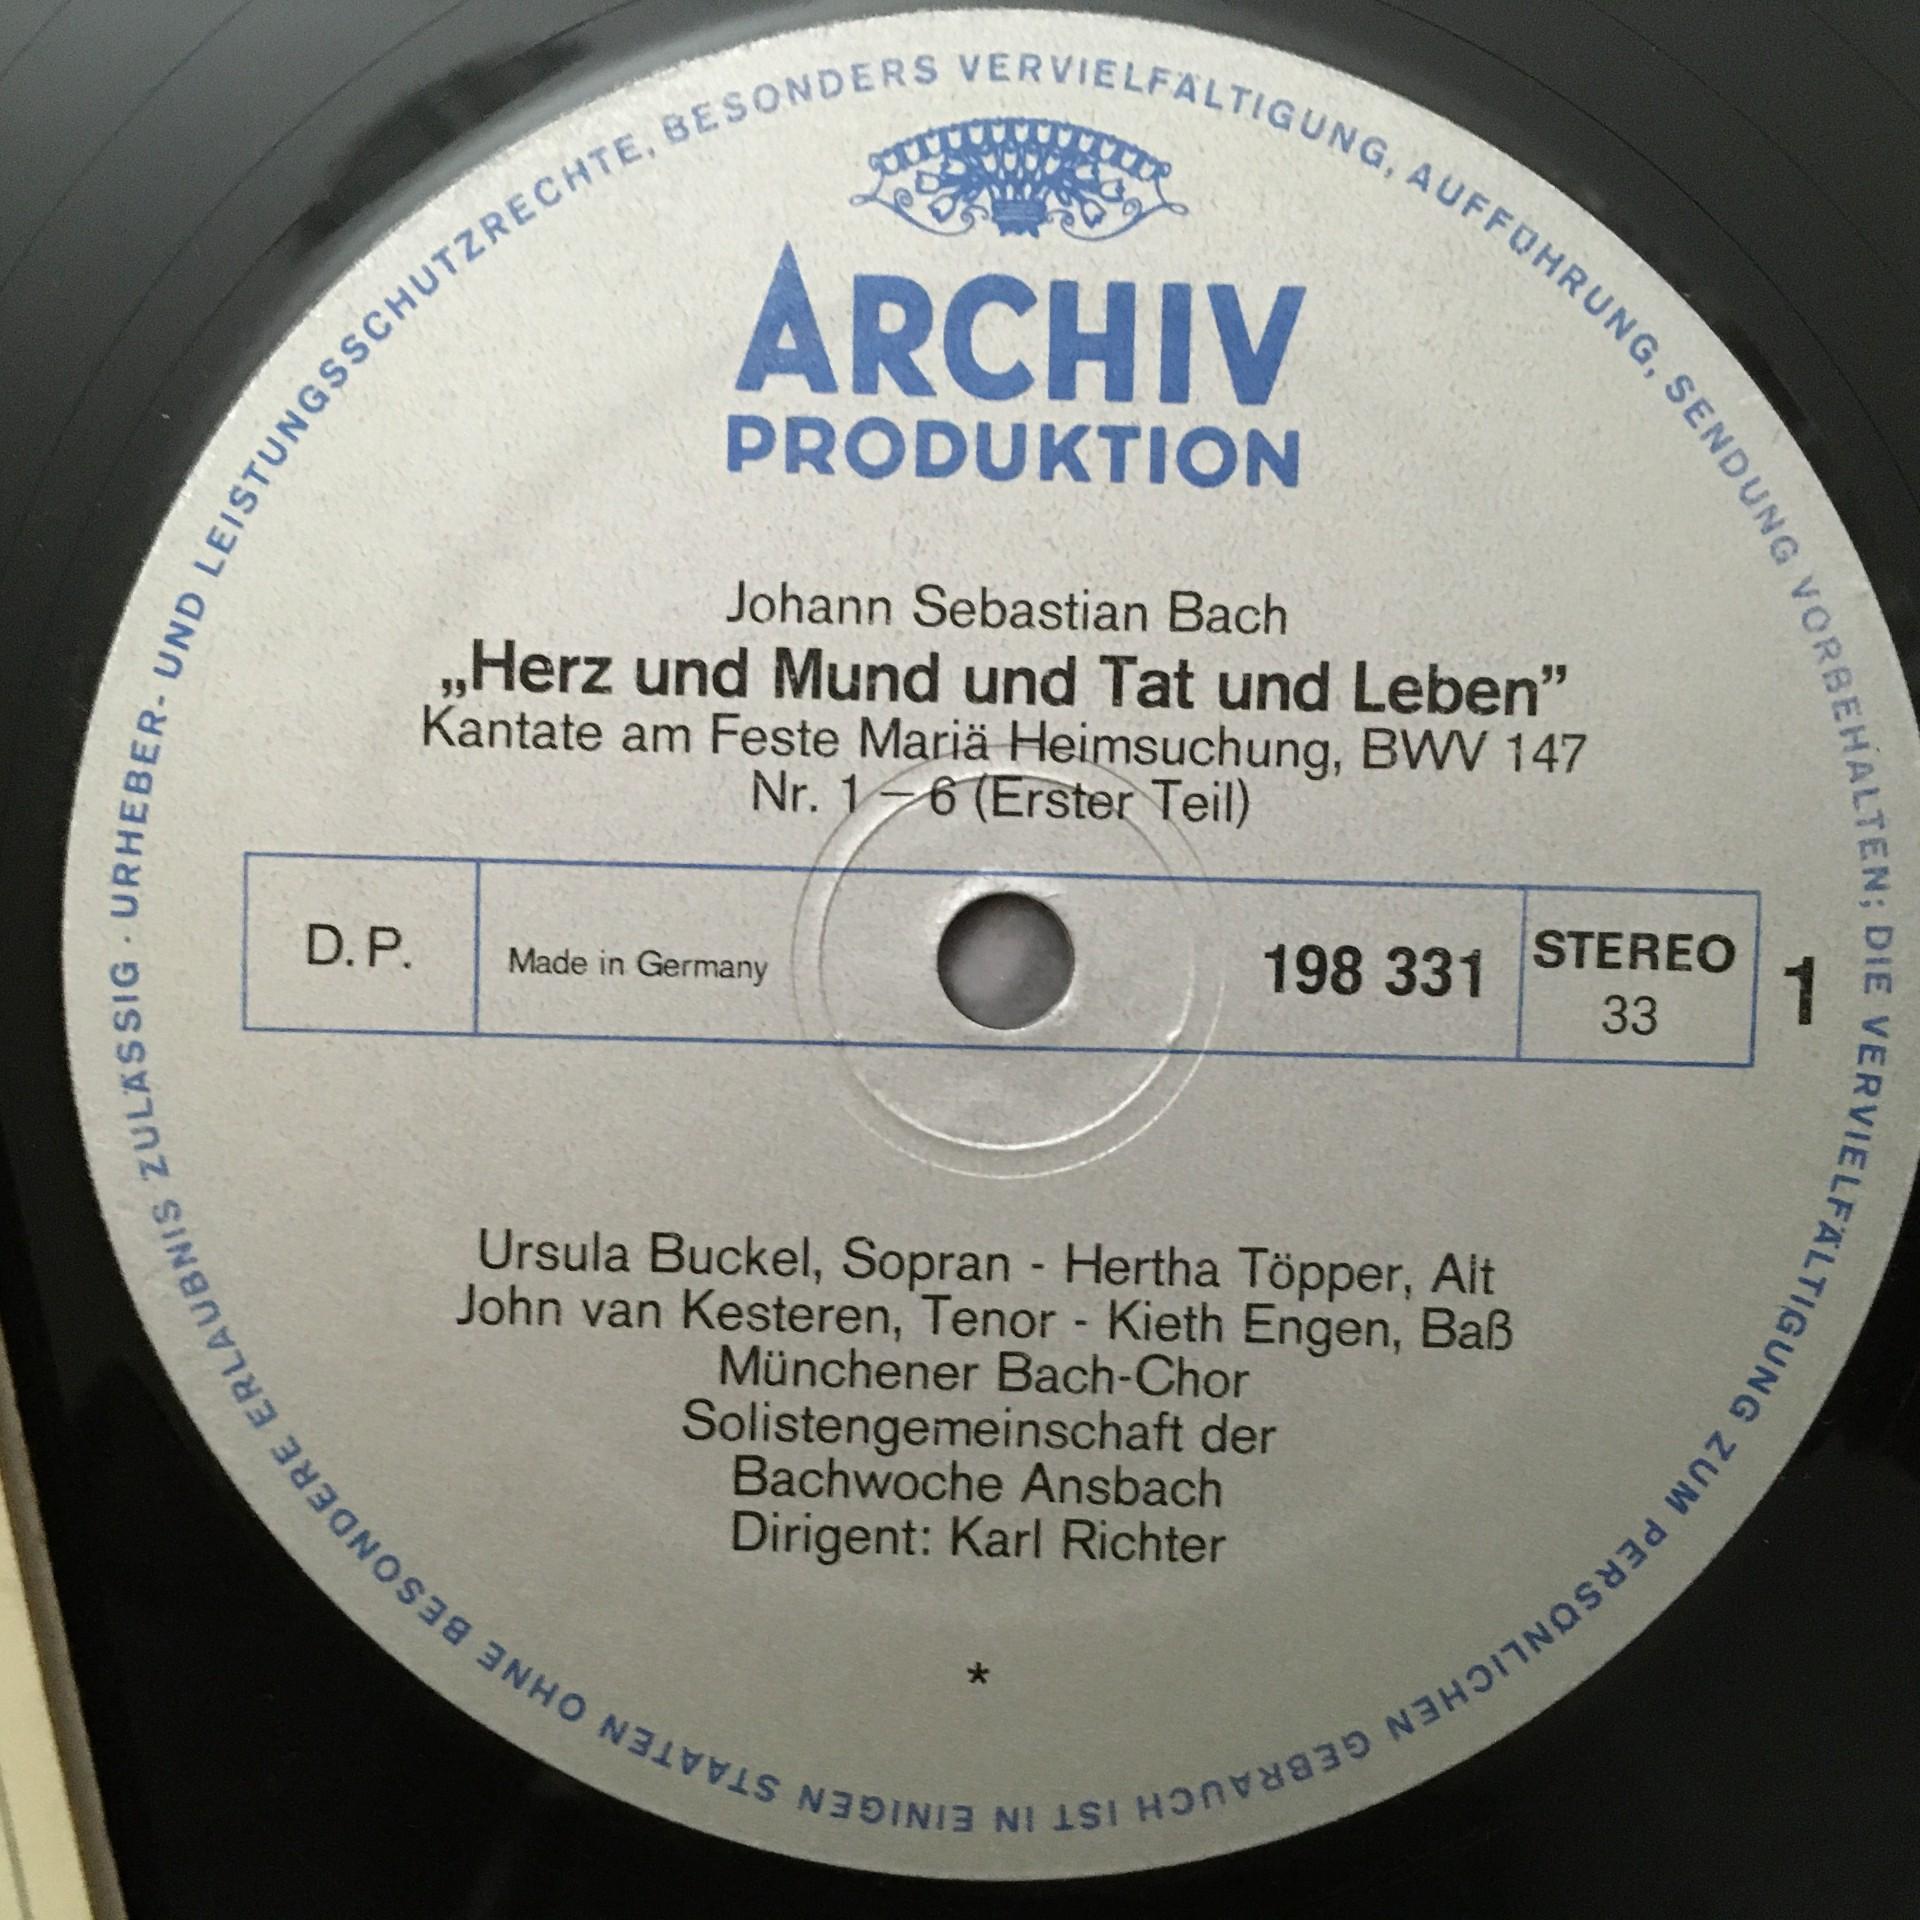 URHEBER- UND LEISTUNGSSCHUTZRECHTE, BESONDERS VERVIELFÄLTIGUNG, AUFFÜHRUNG, SENDUNG VORBEHALTEN; DIE VERVIELFÄLTIGUNG ZUM PERSÖNLICHEN GEBRAUCH IST IN EINIGEN STAATEN OHNE BESONDERE ERLAUBNIS ZULÄSSIG ·
ARCHIV
PRODUKTION
Johann Sebastian Bach
„Herz und Mund und Tat und Leben”
Kantate am Feste Mariä Heimsuchung, BWV 147
Nr. 1 – 6 (Erster Teil)
D. P. Made in Germany 198 331 STEREO 1
33
Ursula Buckel, Sopran - Hertha Töpper, Alt
John van Kesteren, Tenor - Kieth Engen, Baß
Münchener Bach-Chor
Solistengemeinschaft der
Bachwoche Ansbach
Dirigent: Karl Richter
*